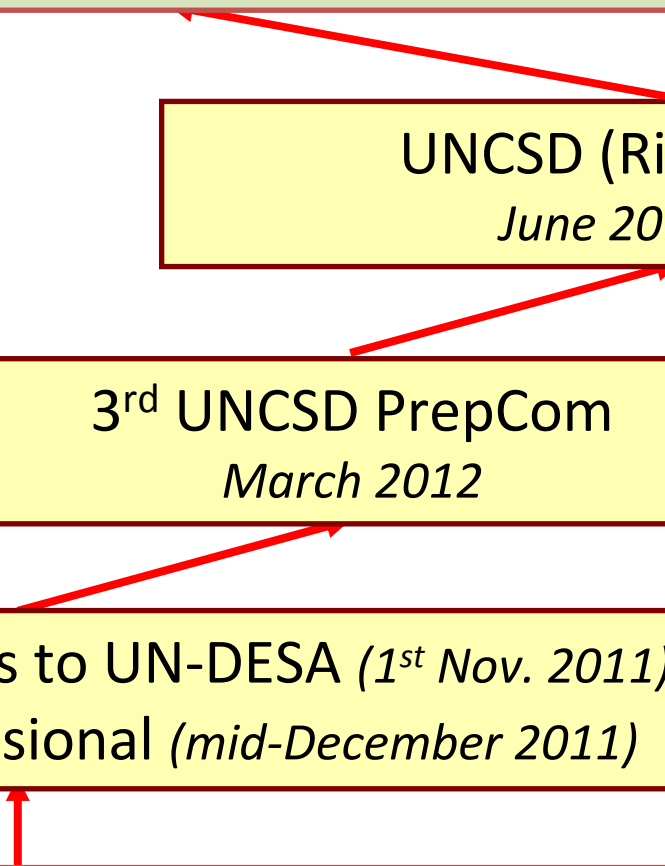 UNCSD (Ri
June 20
3rd UNCSD PrepCom
March 2012
s to UN-DESA (1st Nov. 2011)
sional (mid-December 2011)